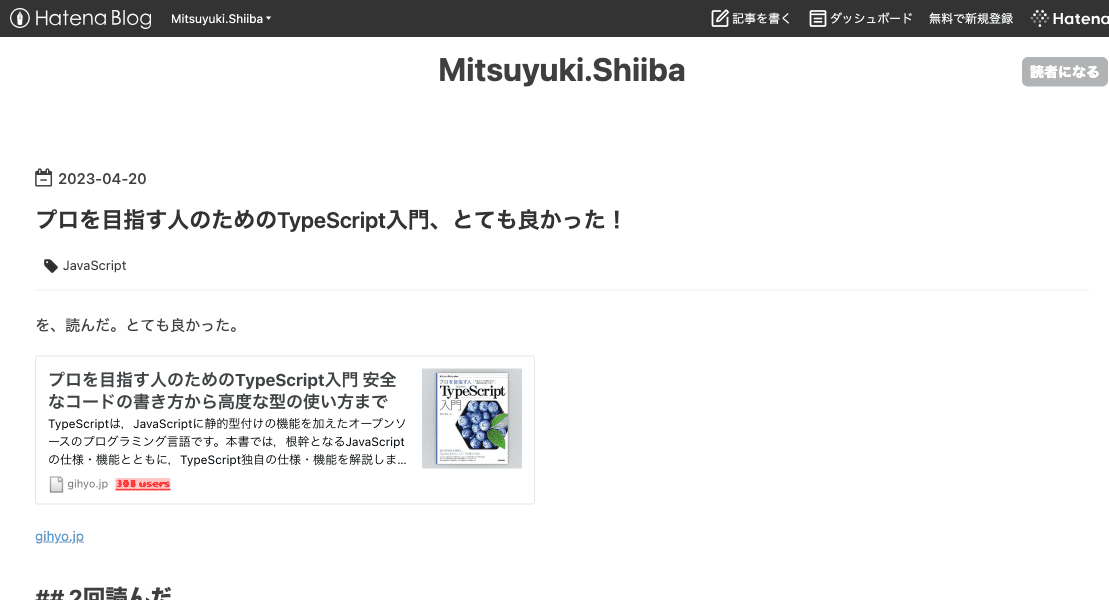 Hatena Blog Mitsuyuki.Shiiba 記事を書く ダッシュボード 無料で新規登録 Hatena
Mitsuyuki.Shiiba
読者になる
2023-04-20
プロを目指す人のためのTypeScript入門、とても良かった！
JavaScript
を、読んだ。とても良かった。
プロを目指す人のためのTypeScript入門 安全
なコードの書き方から高度な型の使い方まで
TypeScriptは，JavaScriptに静的型付けの機能を加えたオープンソ
ースのプログラミング言語です。本書では，根幹となるJavaScript
の仕様・機能とともに，TypeScript独自の仕様・機能を解説しま...
プロを目指す人
TypeScript
入門
gihyo.jp users
gihyo.jp
## 2回読んだ